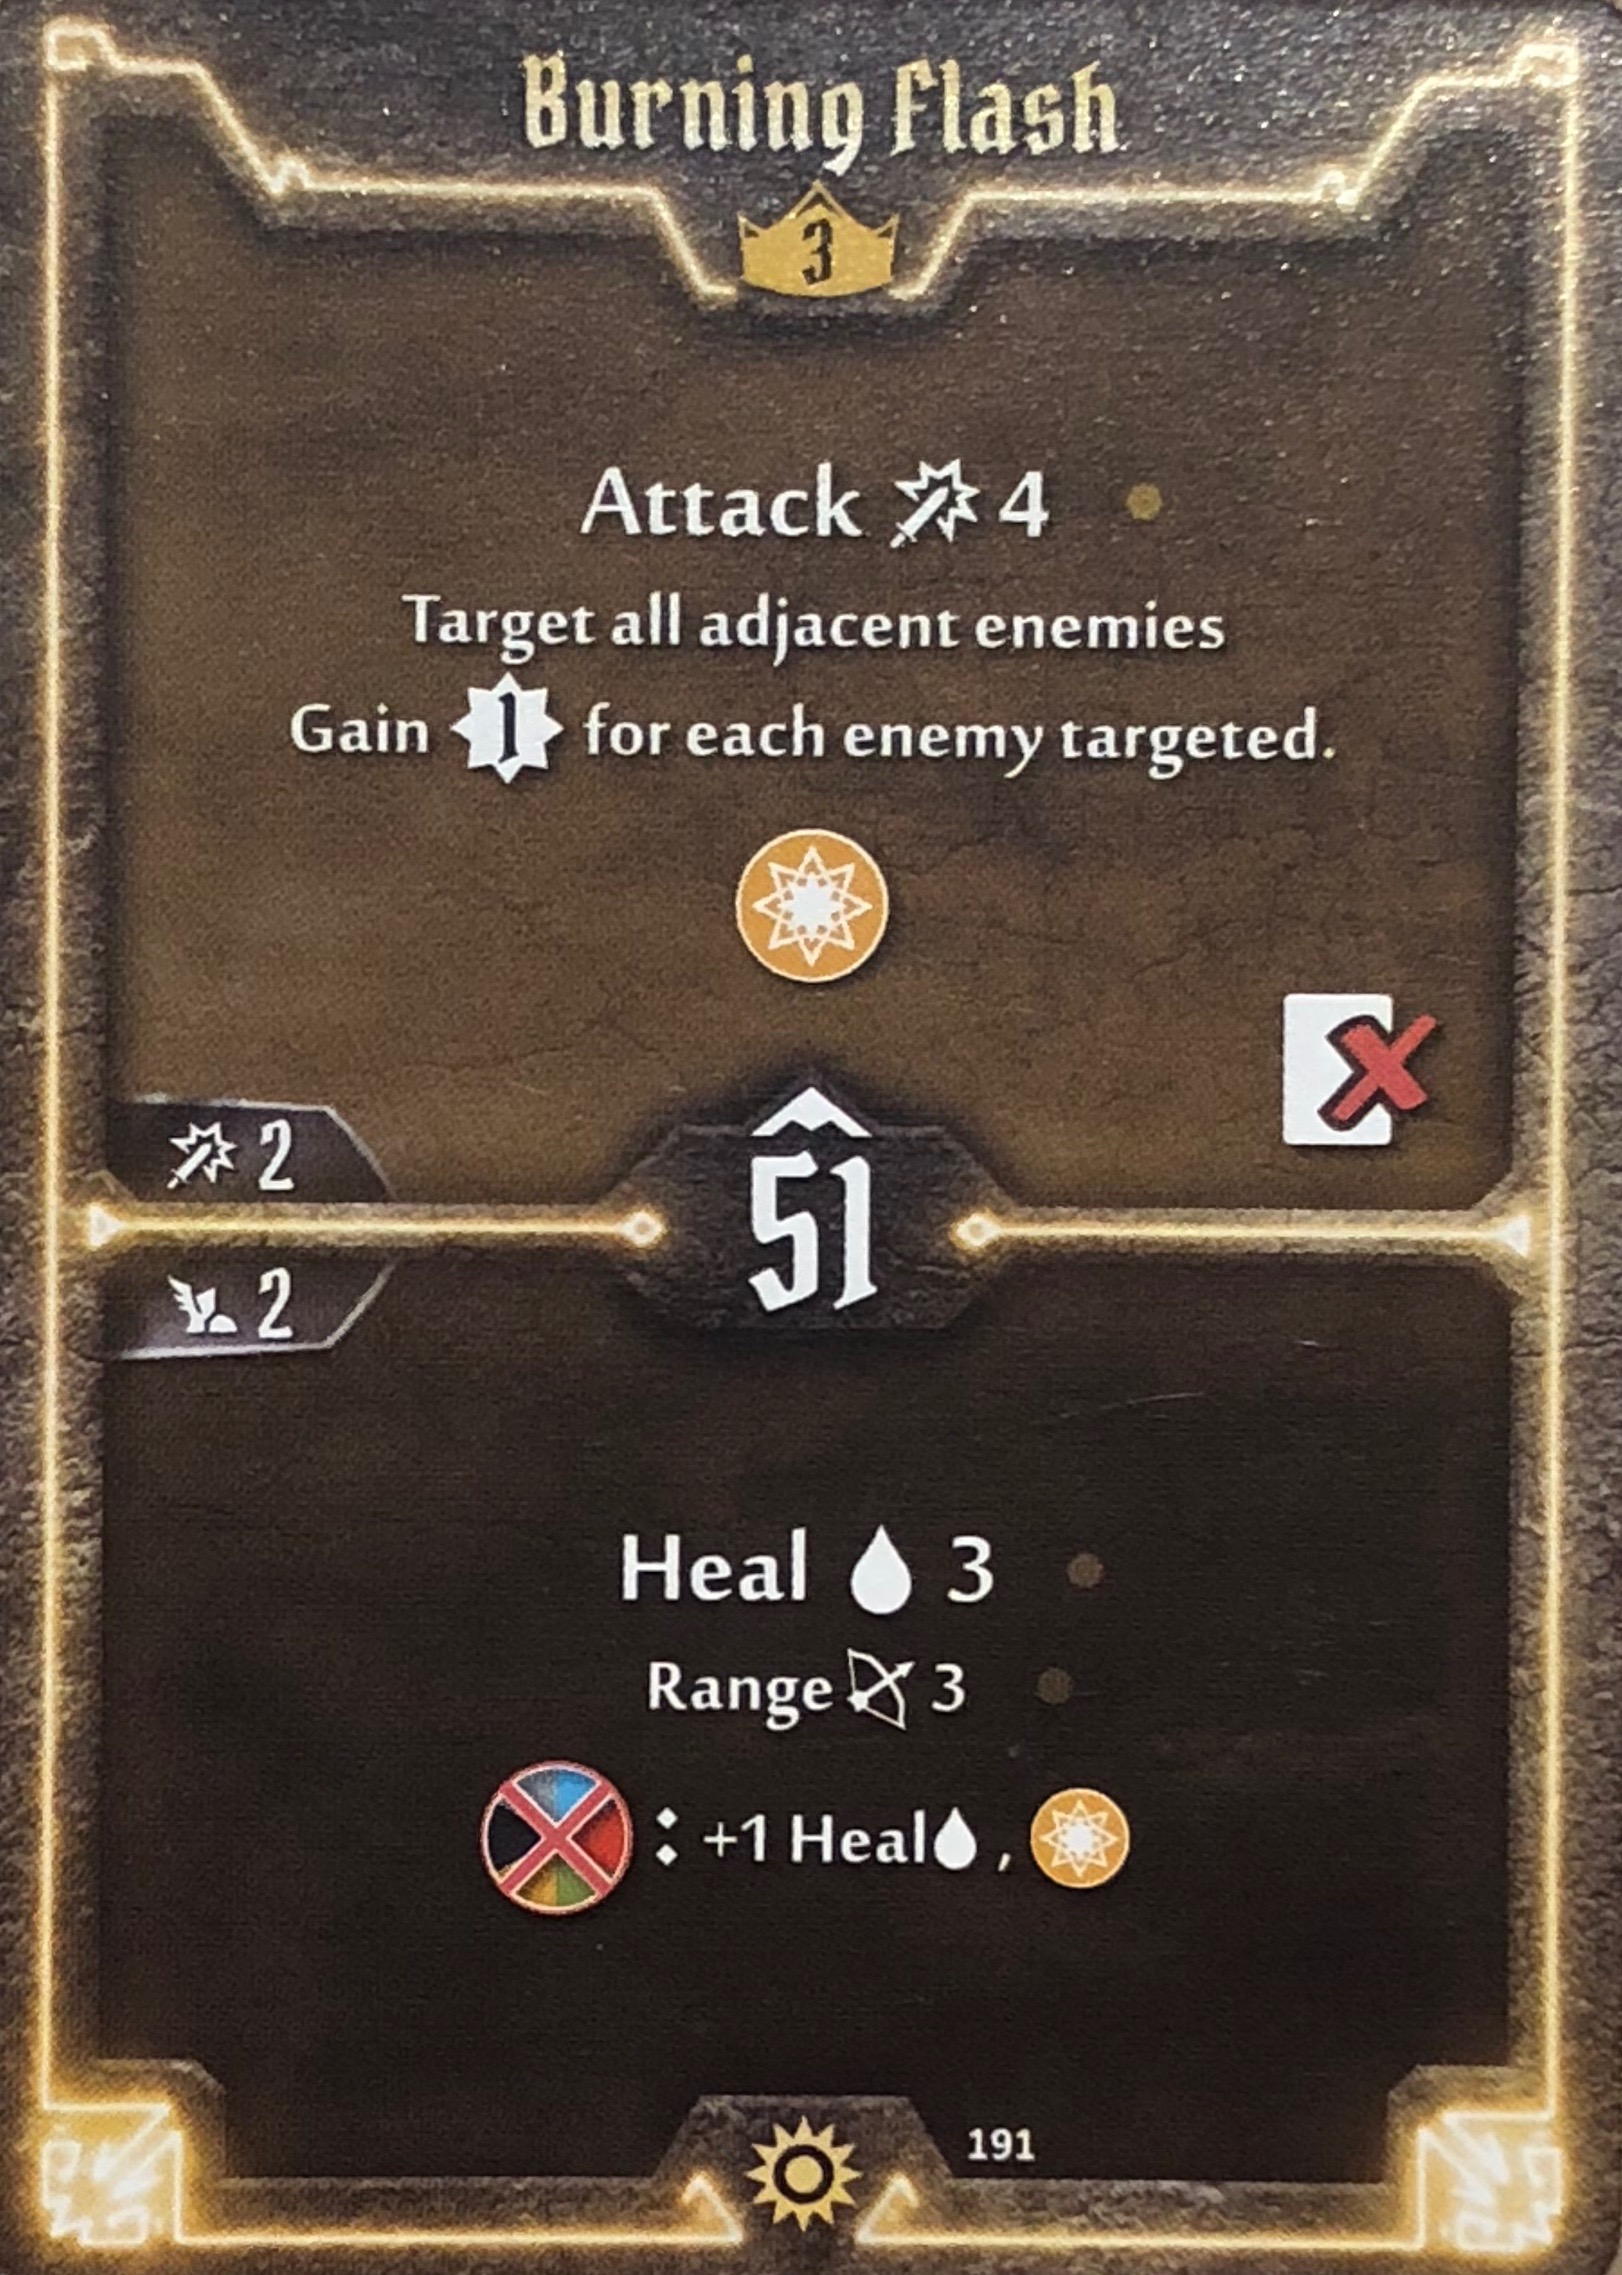 Burning Flash
3
Attack 4
Target all adjacent enemies
Gain 1 for each enemy targeted.
2
51
2
Heal 3
Range 3
: +1 Heal ,
191